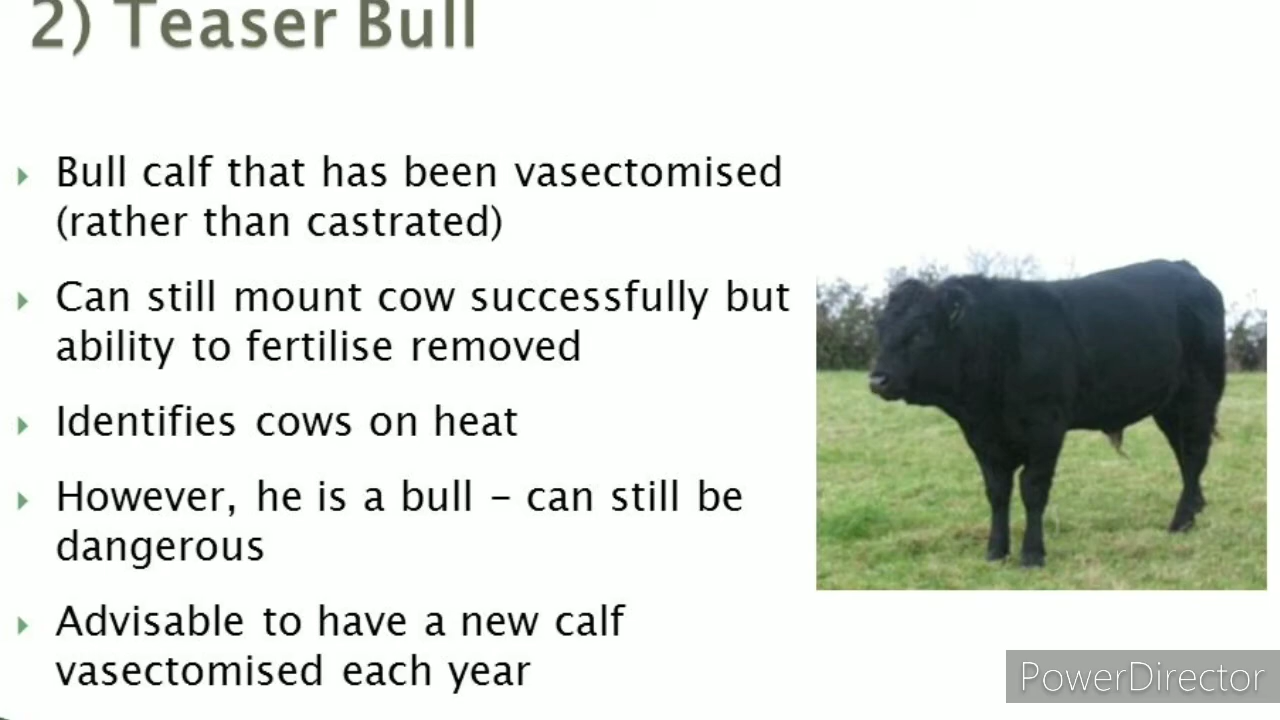 2) Teaser Bull
Bull calf that has been vasectomised
(rather than castrated)
Can still mount cow successfully but
ability to fertilise removed
Identifies cows on heat
However, he is a bull – can still be
dangerous
Advisable to have a new calf
vasectomised each year
PowerDirector